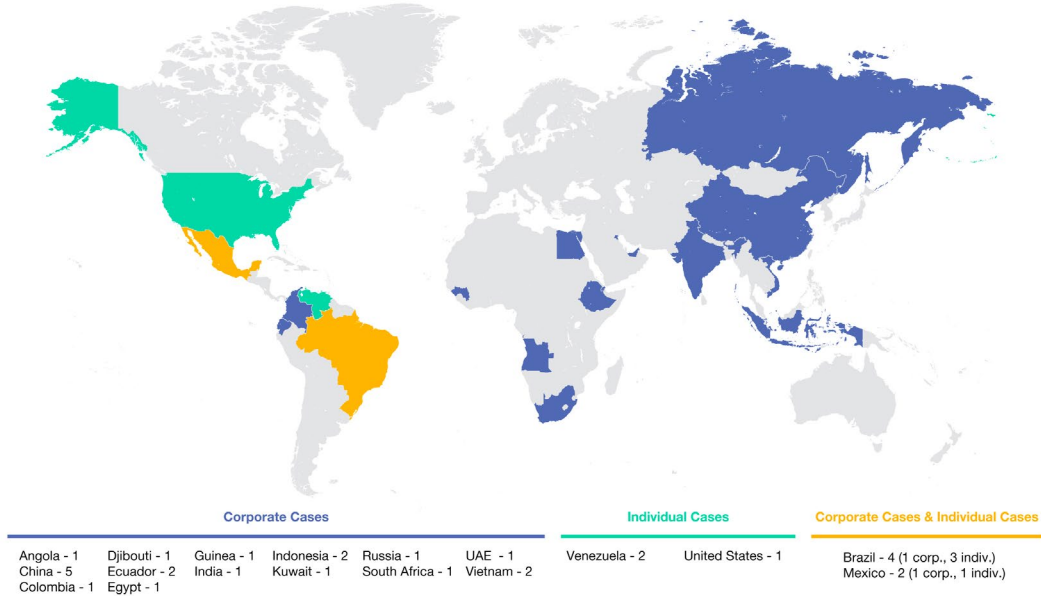 Corporate Cases
Individual Cases
Corporate Cases & Individual Cases
Angola - 1 Djibouti - 1 Guinea - 1 Indonesia - 2 Russia - 1 UAE - 1
China - 5 Ecuador - 2 India - 1 Kuwait - 1 South Africa - 1 Vietnam - 2
Colombia - 1 Egypt - 1
Venezuela - 2 United States - 1
Brazil - 4 (1 corp., 3 indiv.)
Mexico - 2 (1 corp., 1 indiv.)